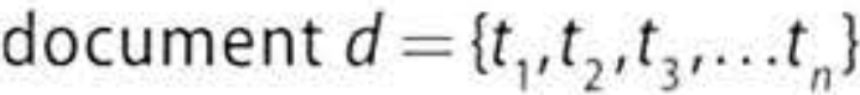 document d = {t₁,t₂,t₃,...tₙ}